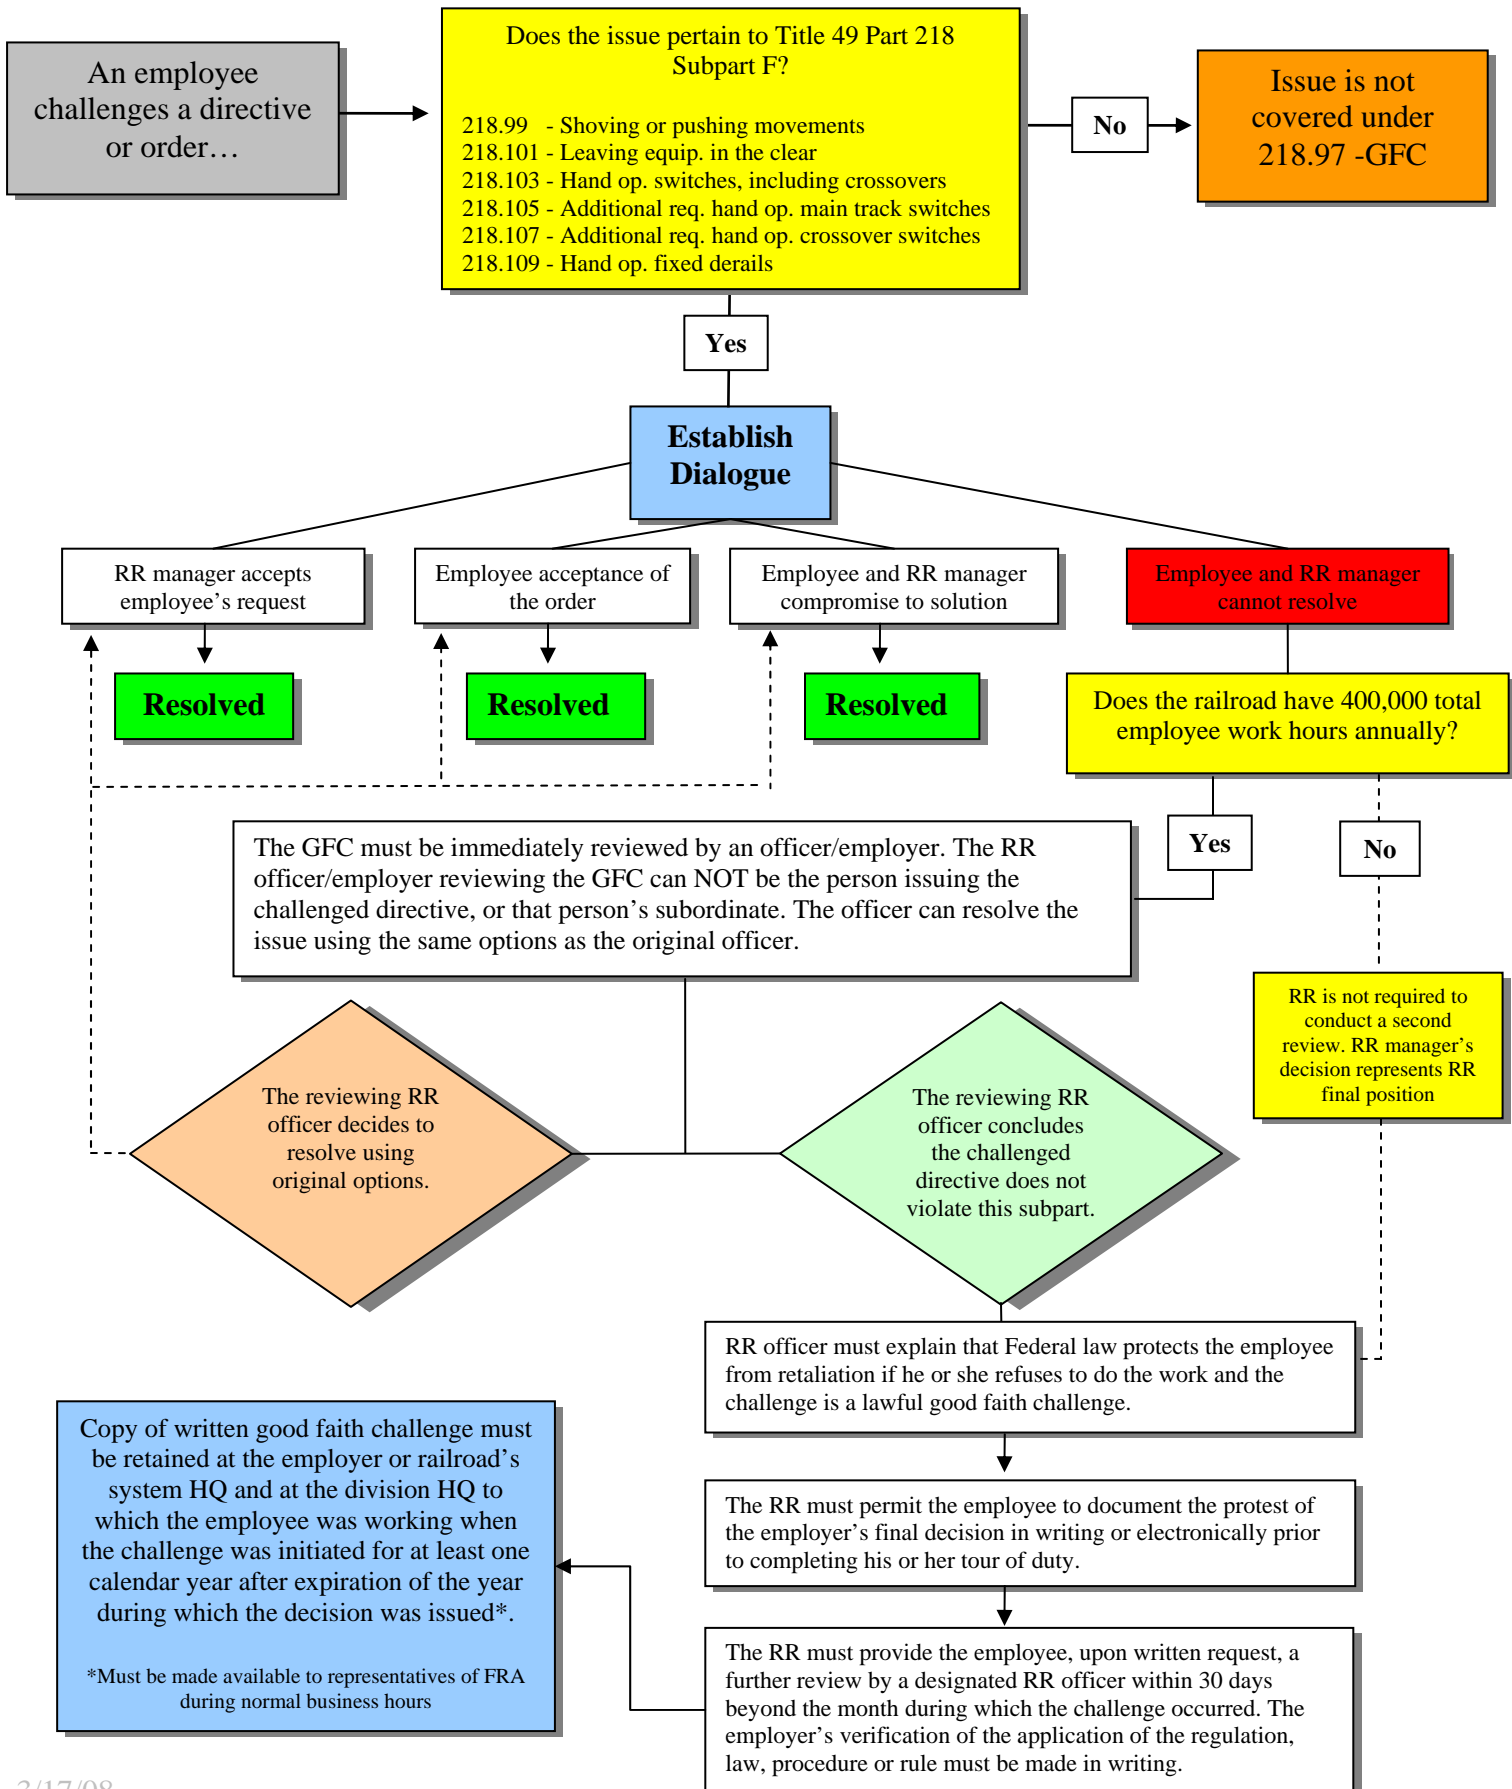 An employee
challenges a directive
or order…
Does the issue pertain to Title 49 Part 218
Subpart F?
218.99 - Shoving or pushing movements
218.101 - Leaving equip. in the clear
218.103 - Hand op. switches, including crossovers
218.105 - Additional req. hand op. main track switches
218.107 - Additional req. hand op. crossover switches
218.109 - Hand op. fixed derails
No
Issue is not
covered under
218.97 -GFC
Yes
Establish
Dialogue
RR manager accepts
employee’s request
Employee acceptance of
the order
Employee and RR manager
compromise to solution
Employee and RR manager
cannot resolve
Resolved
Resolved
Resolved
Does the railroad have 400,000 total
employee work hours annually?
Yes
No
The GFC must be immediately reviewed by an officer/employer. The RR
officer/employer reviewing the GFC can NOT be the person issuing the
challenged directive, or that person’s subordinate. The officer can resolve the
issue using the same options as the original officer.
RR is not required to
conduct a second
review. RR manager’s
decision represents RR
final position
The reviewing RR
officer decides to
resolve using
original options.
The reviewing RR
officer concludes
the challenged
directive does not
violate this subpart.
RR officer must explain that Federal law protects the employee
from retaliation if he or she refuses to do the work and the
challenge is a lawful good faith challenge.
Copy of written good faith challenge must
be retained at the employer or railroad’s
system HQ and at the division HQ to
which the employee was working when
the challenge was initiated for at least one
calendar year after expiration of the year
during which the decision was issued*.
*Must be made available to representatives of FRA
during normal business hours
The RR must permit the employee to document the protest of
the employer’s final decision in writing or electronically prior
to completing his or her tour of duty.
The RR must provide the employee, upon written request, a
further review by a designated RR officer within 30 days
beyond the month during which the challenge occurred. The
employer’s verification of the application of the regulation,
law, procedure or rule must be made in writing.
3/17/08